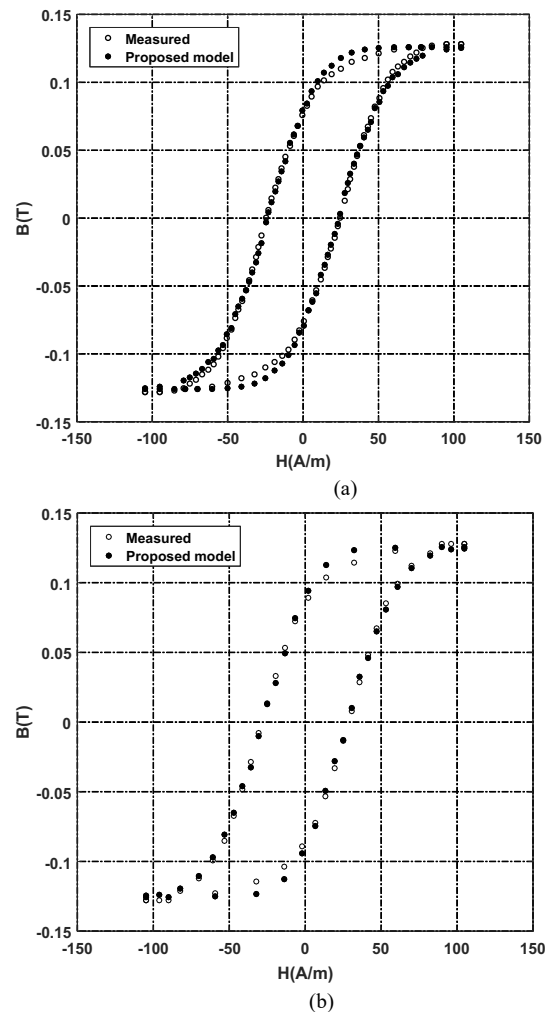 0.15
Measured
Proposed model
0.1
0.05
0
-0.05
-0.1
-0.15
B(T)
-150 -100 -50 0 50 100 150
H(A/m)
(a)
0.15
Measured
Proposed model
0.1
0.05
0
-0.05
-0.1
-0.15
B(T)
-150 -100 -50 0 50 100 150
H(A/m)
(b)